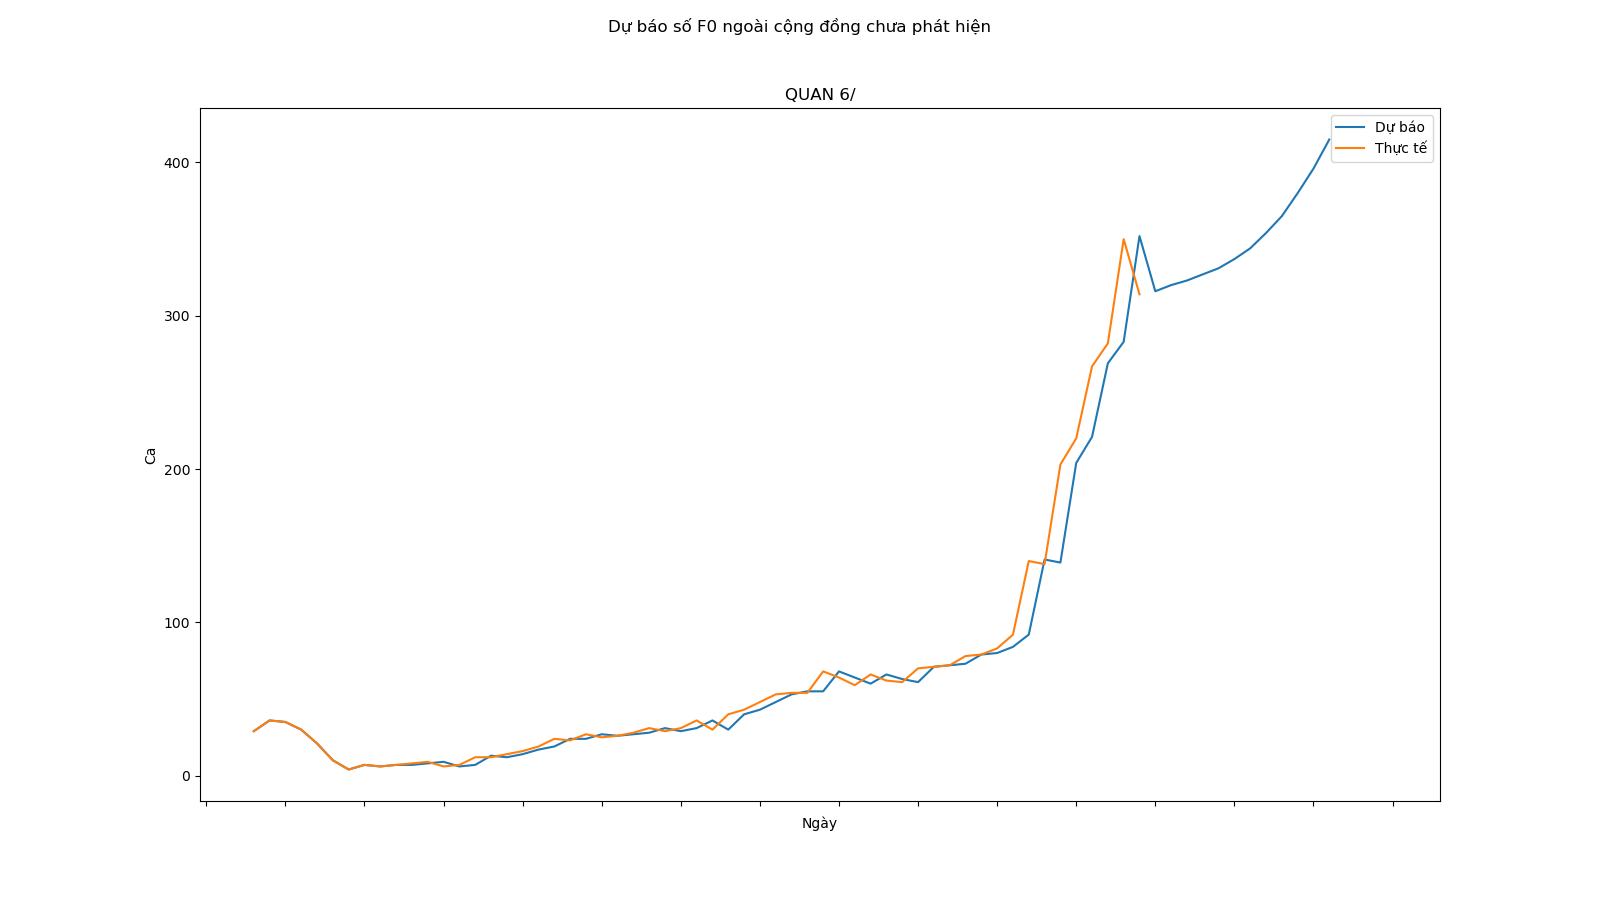 Dự báo số F0 ngoài cộng đồng chưa phát hiện
QUAN 6/
Dự báo
Thực tế
400
300
200
100
0
Ca
Ngày